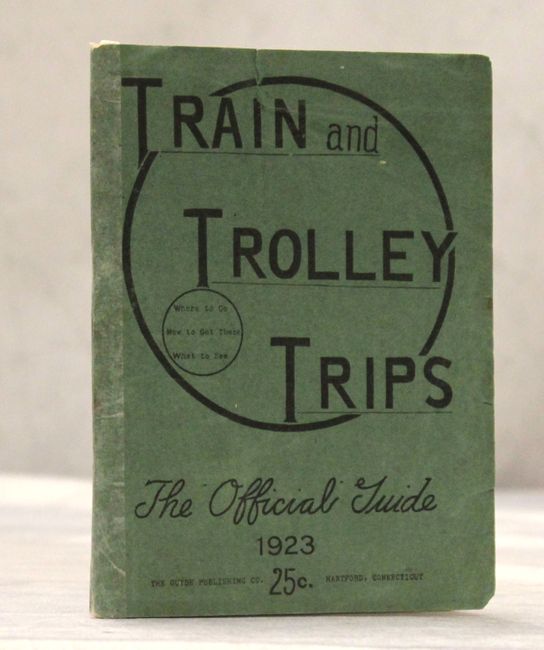 TRAIN and
TROLLEY
TRIPS
Where to Go
How to Get There
What to See
The Official Guide
1923
THE GUIDE PUBLISHING CO. 25c. HARTFORD, CONNECTICUT